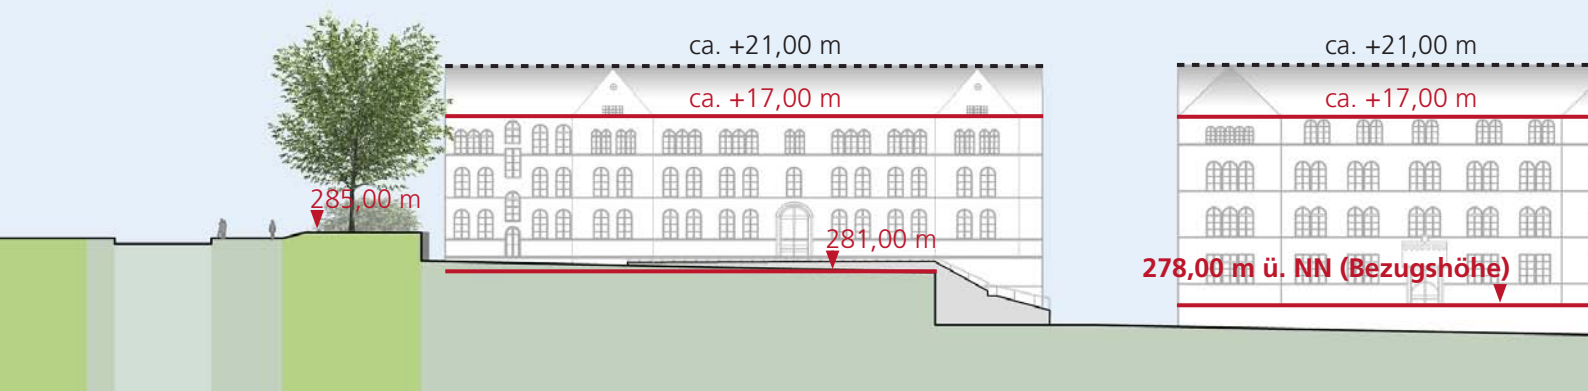 ca. +21,00 m
ca. +21,00 m
ca. +17,00 m
ca. +17,00 m
285,00 m
281,00 m
278,00 m ü. NN (Bezugshöhe)